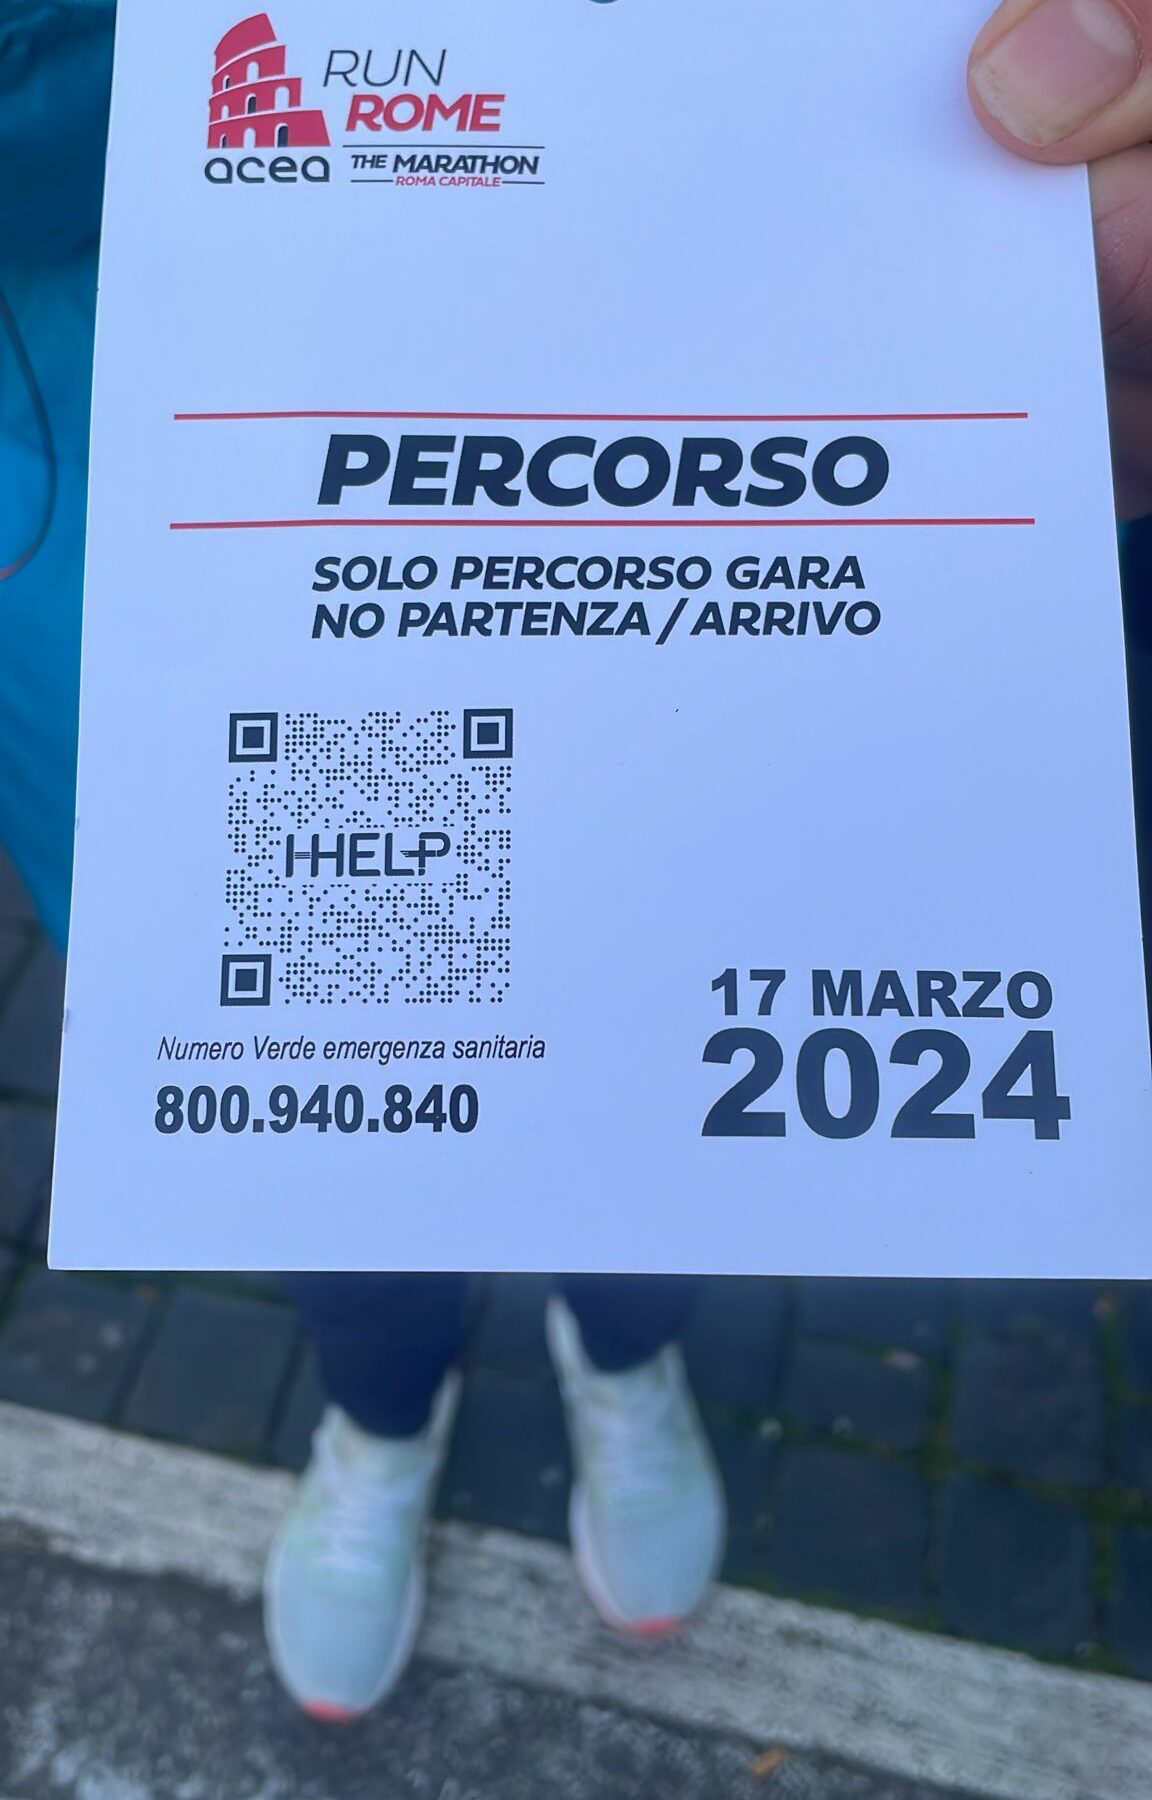 RUN
ROME
acea
THE MARATHON
ROMA CAPITALE
PERCORSO
SOLO PERCORSO GARA
NO PARTENZA / ARRIVO
HELP
17 MARZO
2024
Numero Verde emergenza sanitaria
800.940.840